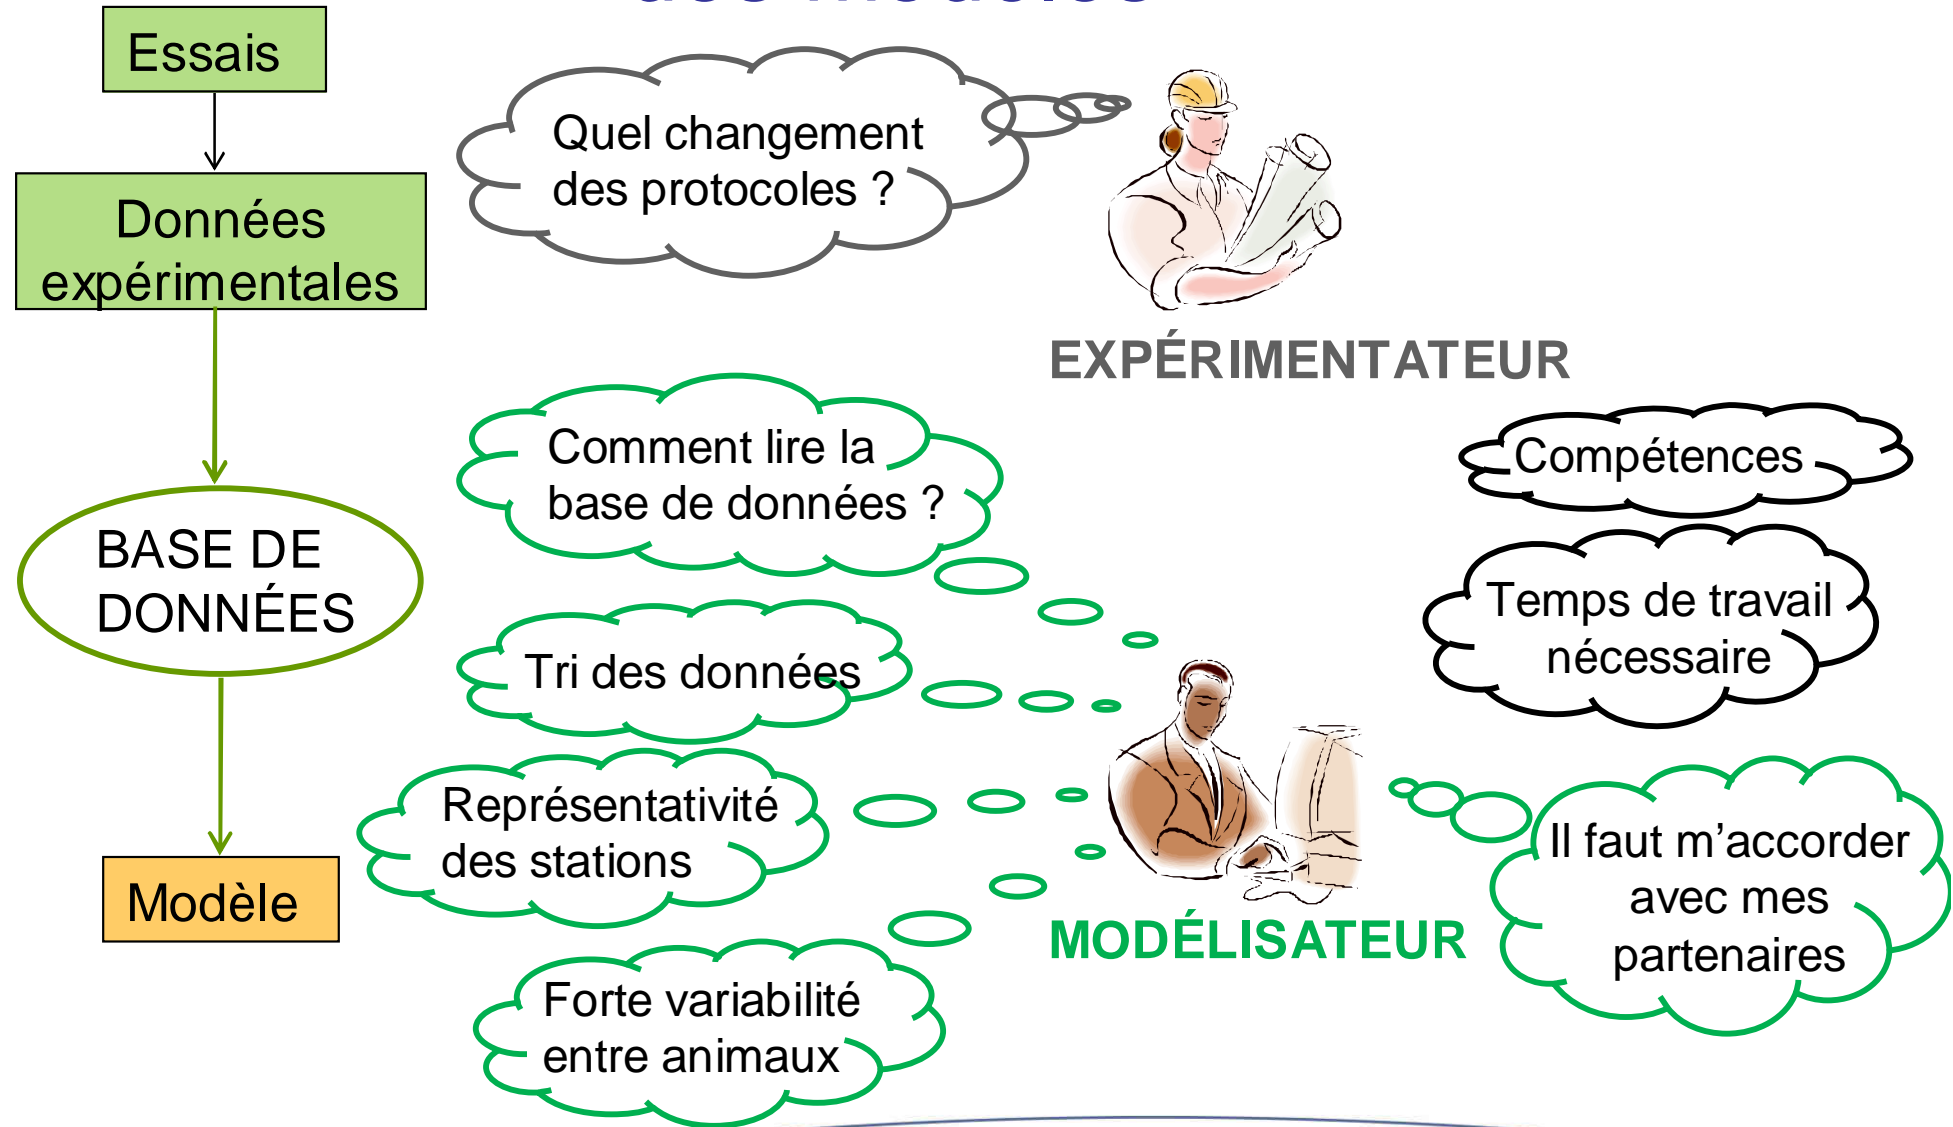 des modèles
Essais
Données
expérimentales
BASE DE
DONNÉES
Modèle
Quel changement
des protocoles ?
EXPÉRIMENTATEUR
Comment lire la
base de données ?
Tri des données
Représentativité
des stations
Forte variabilité
entre animaux
MODÉLISATEUR
Compétences
Temps de travail
nécessaire
Il faut m’accorder
avec mes
partenaires